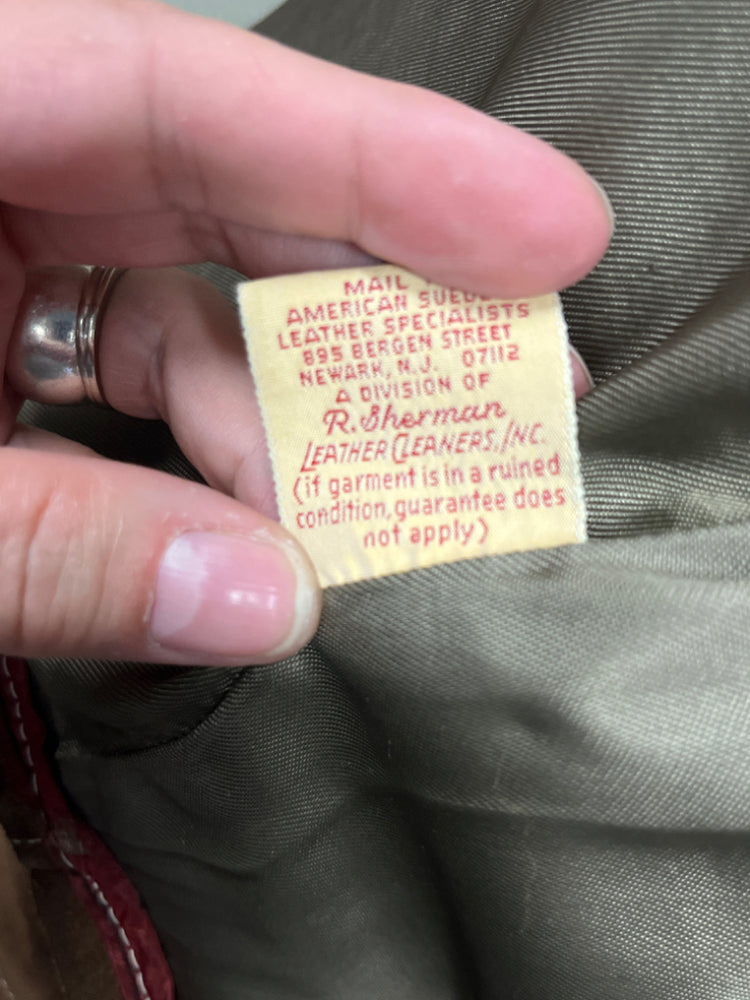 MAIL
AMERICAN SUEDE
LEATHER SPECIALISTS
895 BERGEN STREET
NEWARK, N.J. 07112
A DIVISION OF
R. Sherman
LEATHER CLEANERS, INC.
(if garment is in a ruined
condition, guarantee does
not apply)